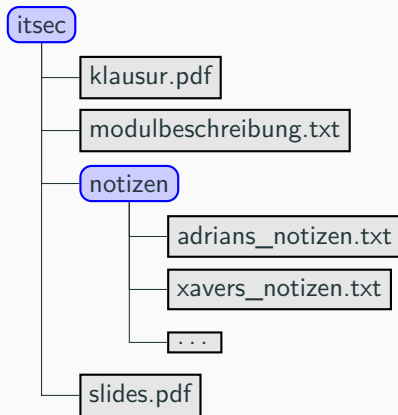 itsec
klausur.pdf
modulbeschreibung.txt
notizen
adrians_notizen.txt
xavers_notizen.txt
...
slides.pdf